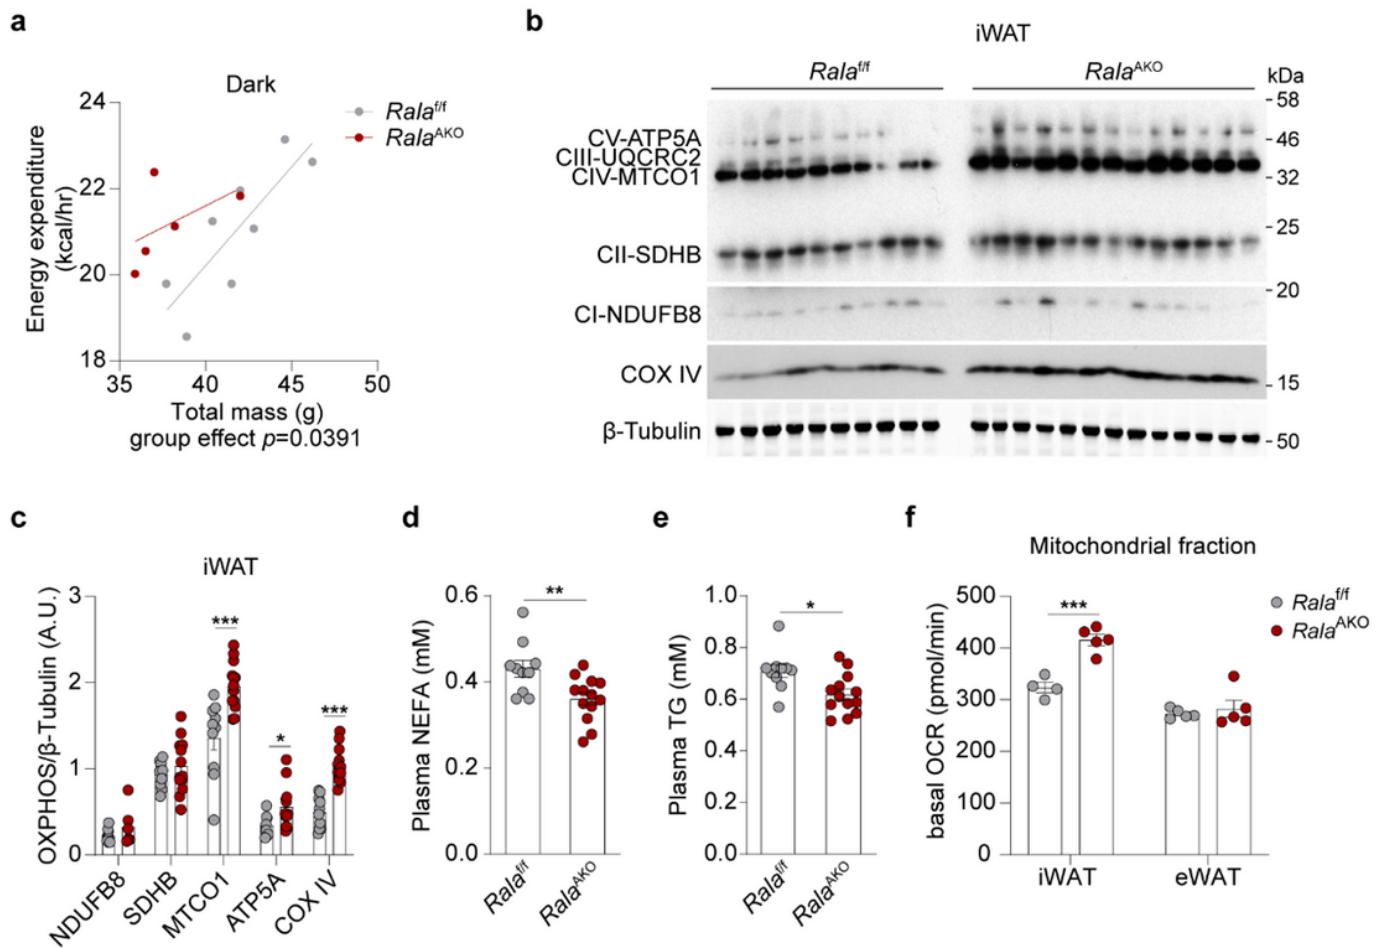 a
Dark
24
22
20
18
Energy expenditure
(kcal/hr)
35 40 45 50
Total mass (g)
group effect p=0.0391
Rala^f/f
Rala^AKO
b
iWAT
Rala^f/f Rala^AKO
kDa
CV-ATP5A
CIII-UQCRC2
CIV-MTCO1
CII-SDHB
CI-NDUFB8
COX IV
β-Tubulin
58
46
32
25
20
15
50
c
iWAT
OXPHOS/β-Tubulin (A.U.)
3
2
1
0
***
*
***
NDUFB8 SDHB MTCO1 ATP5A COX IV
d
Plasma NEFA (mM)
0.6
0.4
0.2
0.0
**
Rala^f/f Rala^AKO
e
Plasma TG (mM)
1.0
0.8
0.6
0.4
0.2
0.0
*
Rala^f/f Rala^AKO
f
Mitochondrial fraction
basal OCR (pmol/min)
500
400
300
200
100
0
***
iWAT eWAT
Rala^f/f
Rala^AKO